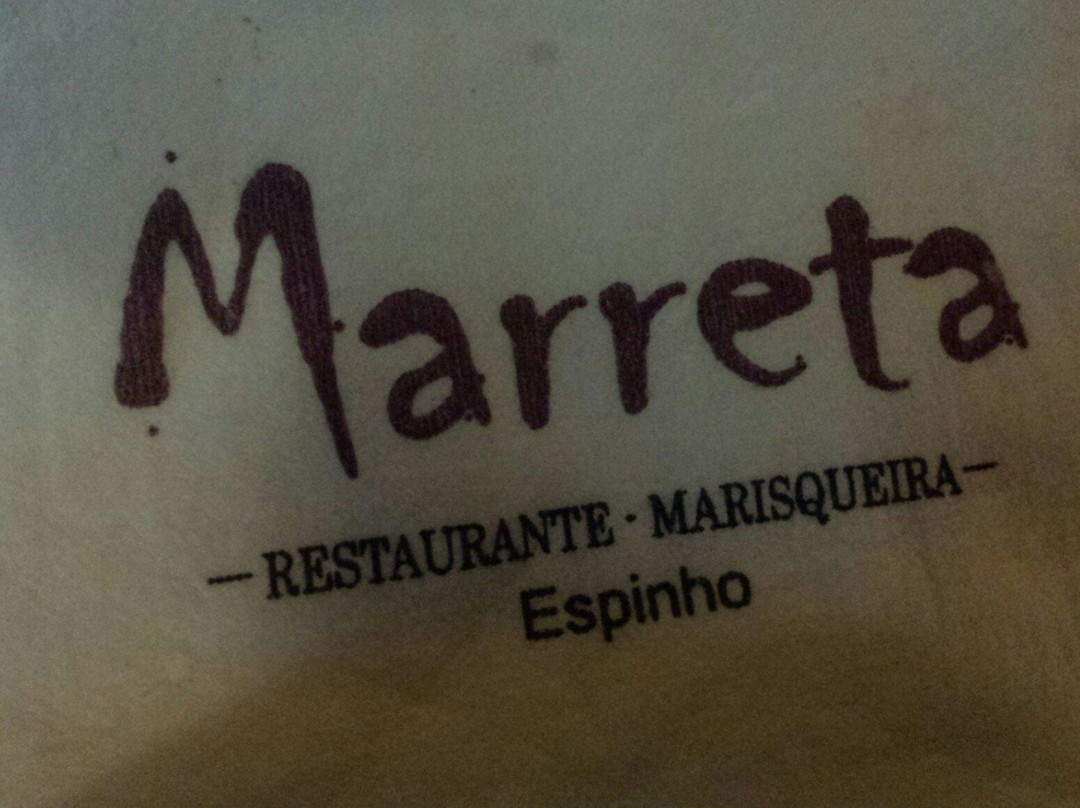 Marreta
— RESTAURANTE · MARISQUEIRA —
Espinho